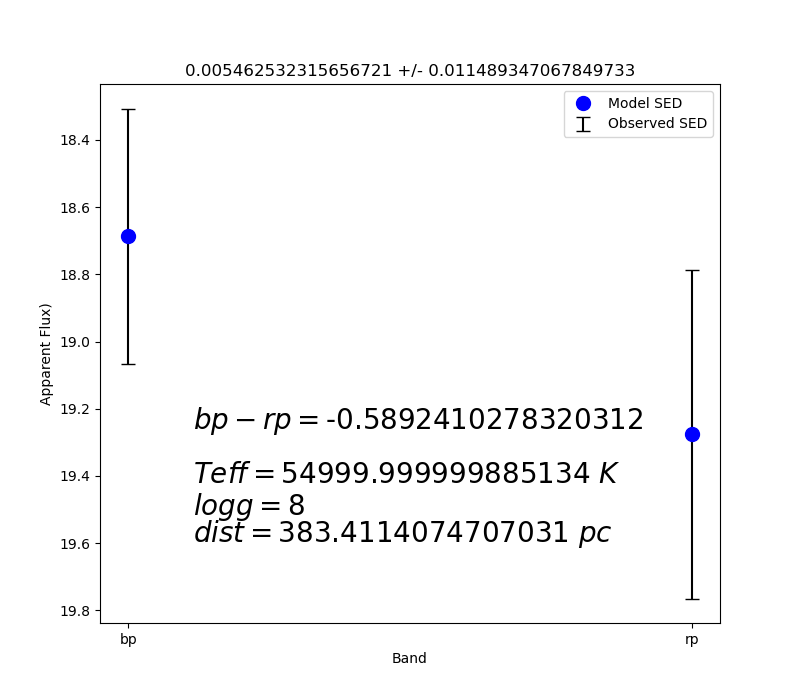 0.005462532315656721 +/- 0.011489347067849733
Model SED
Observed SED
18.4
18.6
18.8
19.0
19.2
19.4
19.6
19.8
Apparent Flux)
bp − rp = -0.5892410278320312
Teff = 54999.999999885134 K
logg = 8
dist = 383.4114074707031 pc
bp
rp
Band